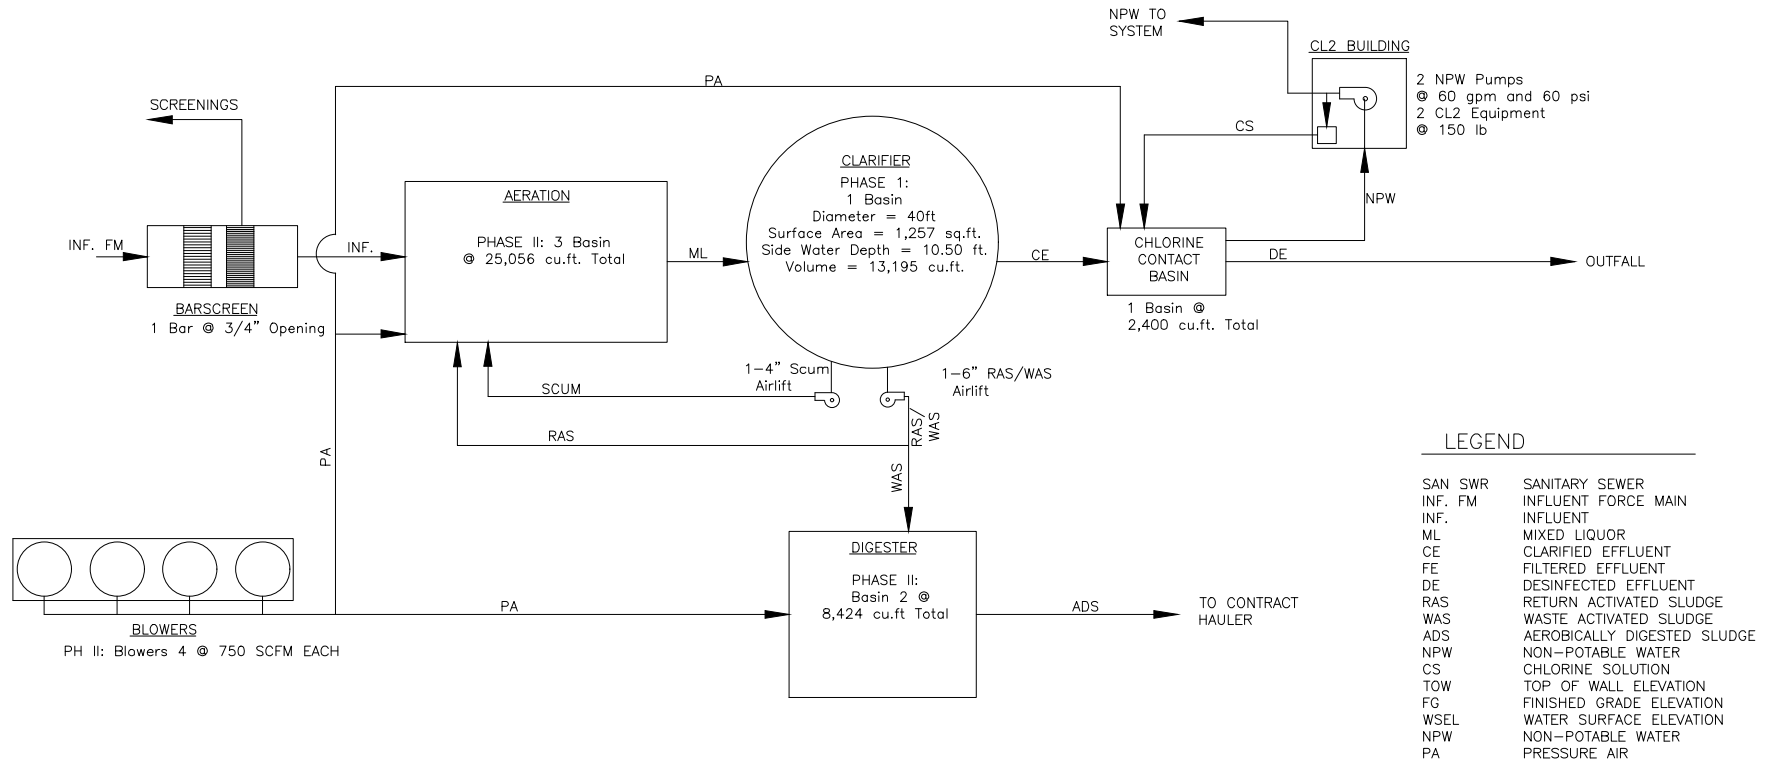 NPW TO
SYSTEM
CL2 BUILDING
2 NPW Pumps
@ 60 gpm and 60 psi
2 CL2 Equipment
@ 150 lb
PA
SCREENINGS
CS
CLARIFIER
PHASE 1:
1 Basin
Diameter = 40ft
Surface Area = 1,257 sq.ft.
Side Water Depth = 10.50 ft.
Volume = 13,195 cu.ft.
AERATION
PHASE II: 3 Basin
@ 25,056 cu.ft. Total
NPW
INF. FM
INF.
ML
CE
CHLORINE
CONTACT
BASIN
DE
OUTFALL
BARSCREEN
1 Bar @ 3/4" Opening
1 Basin @
2,400 cu.ft. Total
1-4" Scum
Airlift
1-6" RAS/WAS
Airlift
SCUM
RAS/
WAS
RAS
PA
WAS
DIGESTER
PHASE II:
Basin 2 @
8,424 cu.ft Total
PA
ADS
TO CONTRACT
HAULER
BLOWERS
PH II: Blowers 4 @ 750 SCFM EACH
LEGEND
SAN SWR SANITARY SEWER
INF. FM INFLUENT FORCE MAIN
INF. INFLUENT
ML MIXED LIQUOR
CE CLARIFIED EFFLUENT
FE FILTERED EFFLUENT
DE DESINFECTED EFFLUENT
RAS RETURN ACTIVATED SLUDGE
WAS WASTE ACTIVATED SLUDGE
ADS AEROBICALLY DIGESTED SLUDGE
NPW NON-POTABLE WATER
CS CHLORINE SOLUTION
TOW TOP OF WALL ELEVATION
FG FINISHED GRADE ELEVATION
WSEL WATER SURFACE ELEVATION
NPW NON-POTABLE WATER
PA PRESSURE AIR